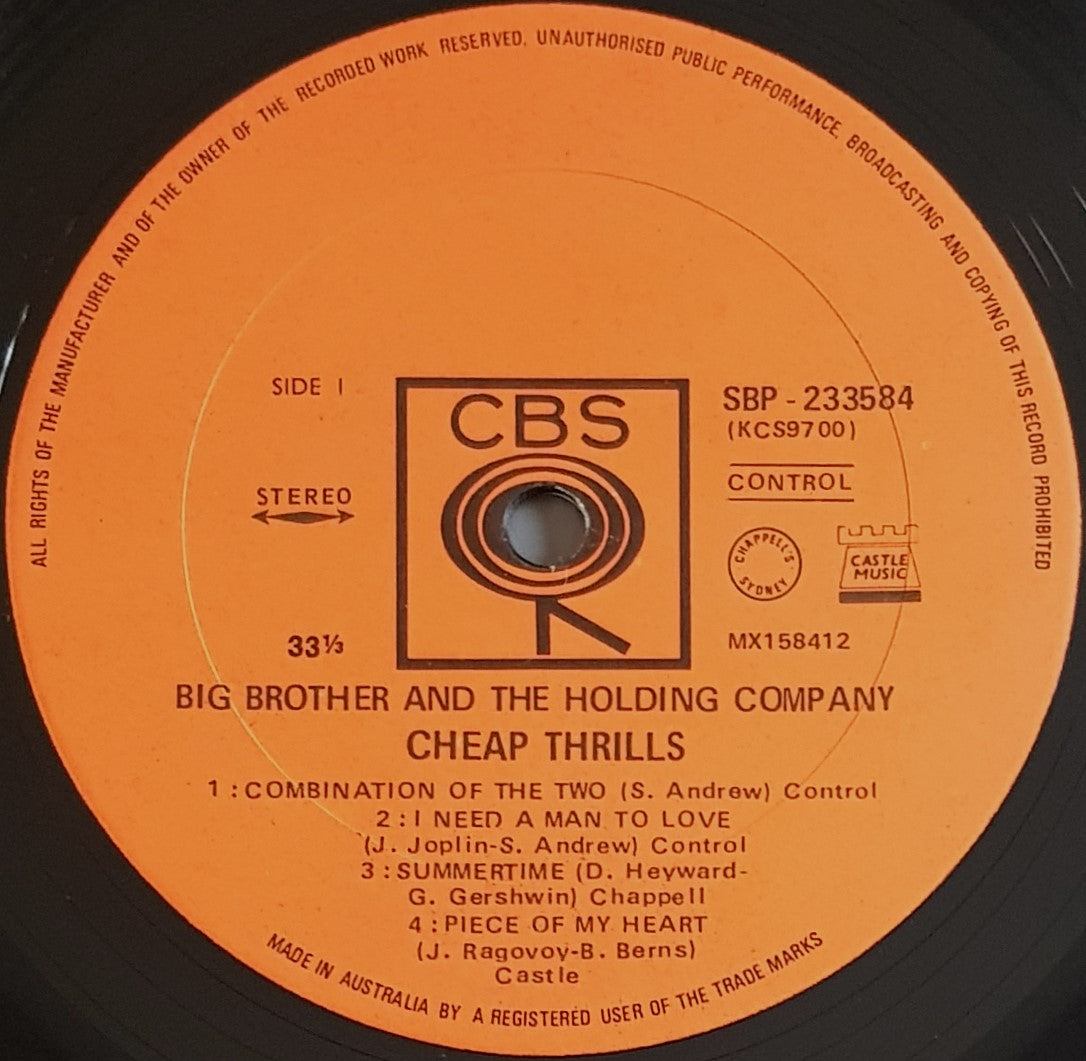 ALL RIGHTS OF THE MANUFACTURER AND OF THE OWNER OF THE RECORDED WORK RESERVED. UNAUTHORISED PUBLIC PERFORMANCE, BROADCASTING AND COPYING OF THIS RECORD PROHIBITED
SIDE 1
CBS
SBP - 233584
(KCS9700)
CONTROL
STEREO
CHAPPELL'S · SYDNEY
CASTLE
MUSIC
33⅓
MX158412
BIG BROTHER AND THE HOLDING COMPANY
CHEAP THRILLS
1 : COMBINATION OF THE TWO (S. Andrew) Control
2 : I NEED A MAN TO LOVE
(J. Joplin-S. Andrew) Control
3 : SUMMERTIME (D. Heyward-
G. Gershwin) Chappell
4 : PIECE OF MY HEART
(J. Ragovoy-B. Berns)
Castle
MADE IN AUSTRALIA BY A REGISTERED USER OF THE TRADE MARKS